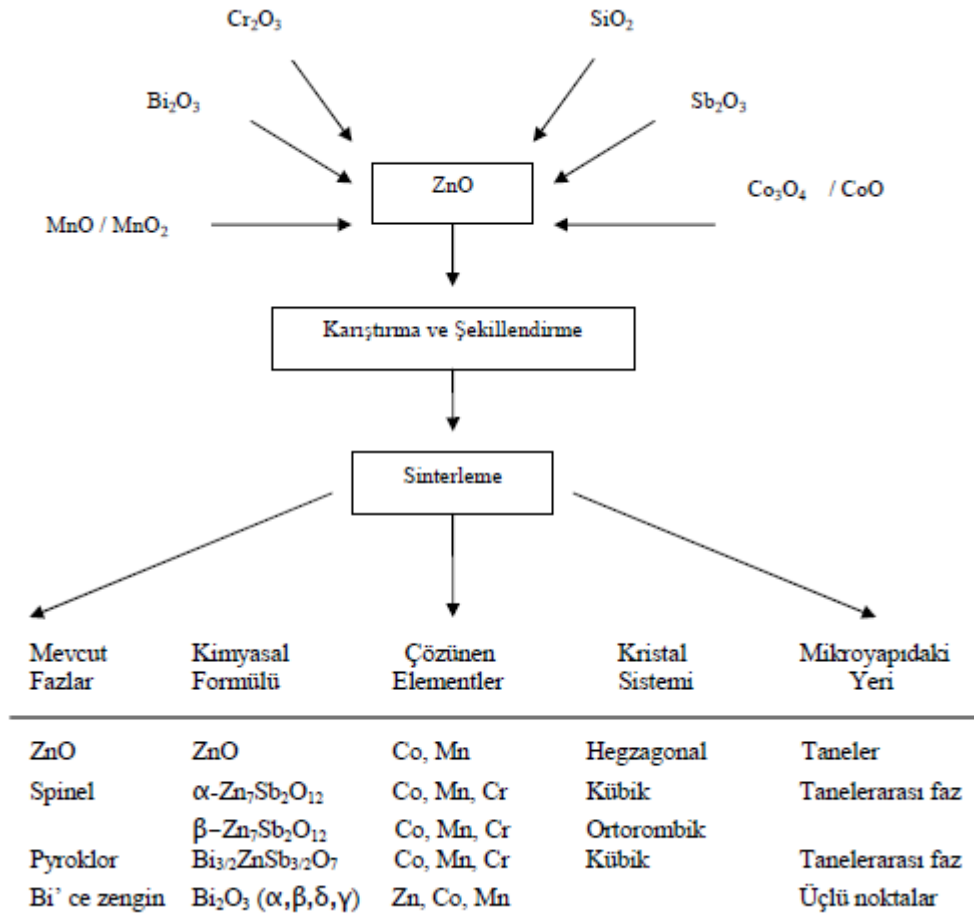 Cr₂O₃ SiO₂
Bi₂O₃ Sb₂O₃
ZnO
Co₃O₄ / CoO
MnO / MnO₂
Karıştırma ve Şekillendirme
Sinterleme
Mevcut Fazlar
Kimyasal Formülü
Çözünen Elementler
Kristal Sistemi
Mikroyapıdaki Yeri
ZnO ZnO Co, Mn Hegzagonal Taneler
Spinel α-Zn₇Sb₂O₁₂ Co, Mn, Cr Kübik Tanelerarası faz
β–Zn₇Sb₂O₁₂ Co, Mn, Cr Ortorombik
Pyroklor Bi₃/₂ZnSb₃/₂O₇ Co, Mn, Cr Kübik Tanelerarası faz
Bi' ce zengin Bi₂O₃ (α,β,δ,γ) Zn, Co, Mn Üçlü noktalar